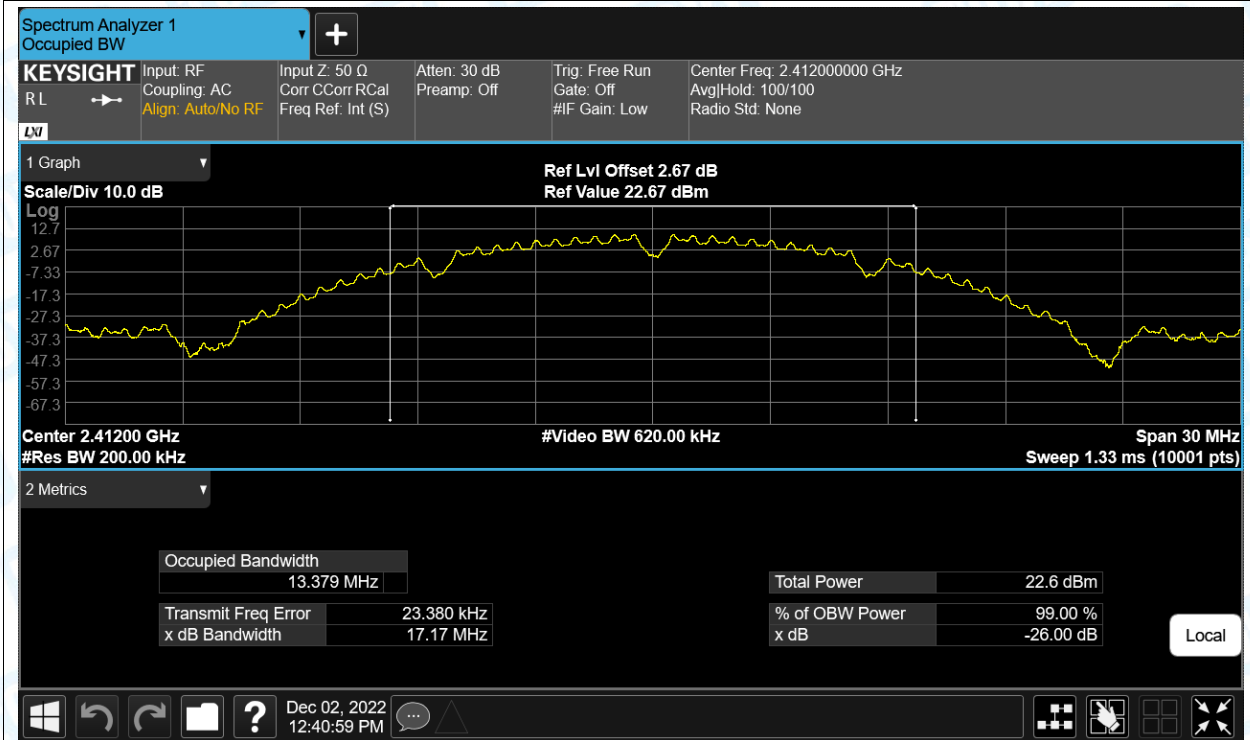 Spectrum Analyzer 1
Occupied BW
KEYSIGHT
R L
LXI
Input: RF
Coupling: AC
Align: Auto/No RF
Input Z: 50 Ω
Corr CCorr RCal
Freq Ref: Int (S)
Atten: 30 dB
Preamp: Off
Trig: Free Run
Gate: Off
#IF Gain: Low
Center Freq: 2.412000000 GHz
Avg|Hold: 100/100
Radio Std: None
1 Graph
Scale/Div 10.0 dB
Ref Lvl Offset 2.67 dB
Ref Value 22.67 dBm
Log
12.7
2.67
-7.33
-17.3
-27.3
-37.3
-47.3
-57.3
-67.3
Center 2.41200 GHz
#Res BW 200.00 kHz
#Video BW 620.00 kHz
Span 30 MHz
Sweep 1.33 ms (10001 pts)
2 Metrics
Occupied Bandwidth
13.379 MHz
Transmit Freq Error 23.380 kHz
x dB Bandwidth 17.17 MHz
Total Power 22.6 dBm
% of OBW Power 99.00 %
x dB -26.00 dB
Local
?
Dec 02, 2022
12:40:59 PM